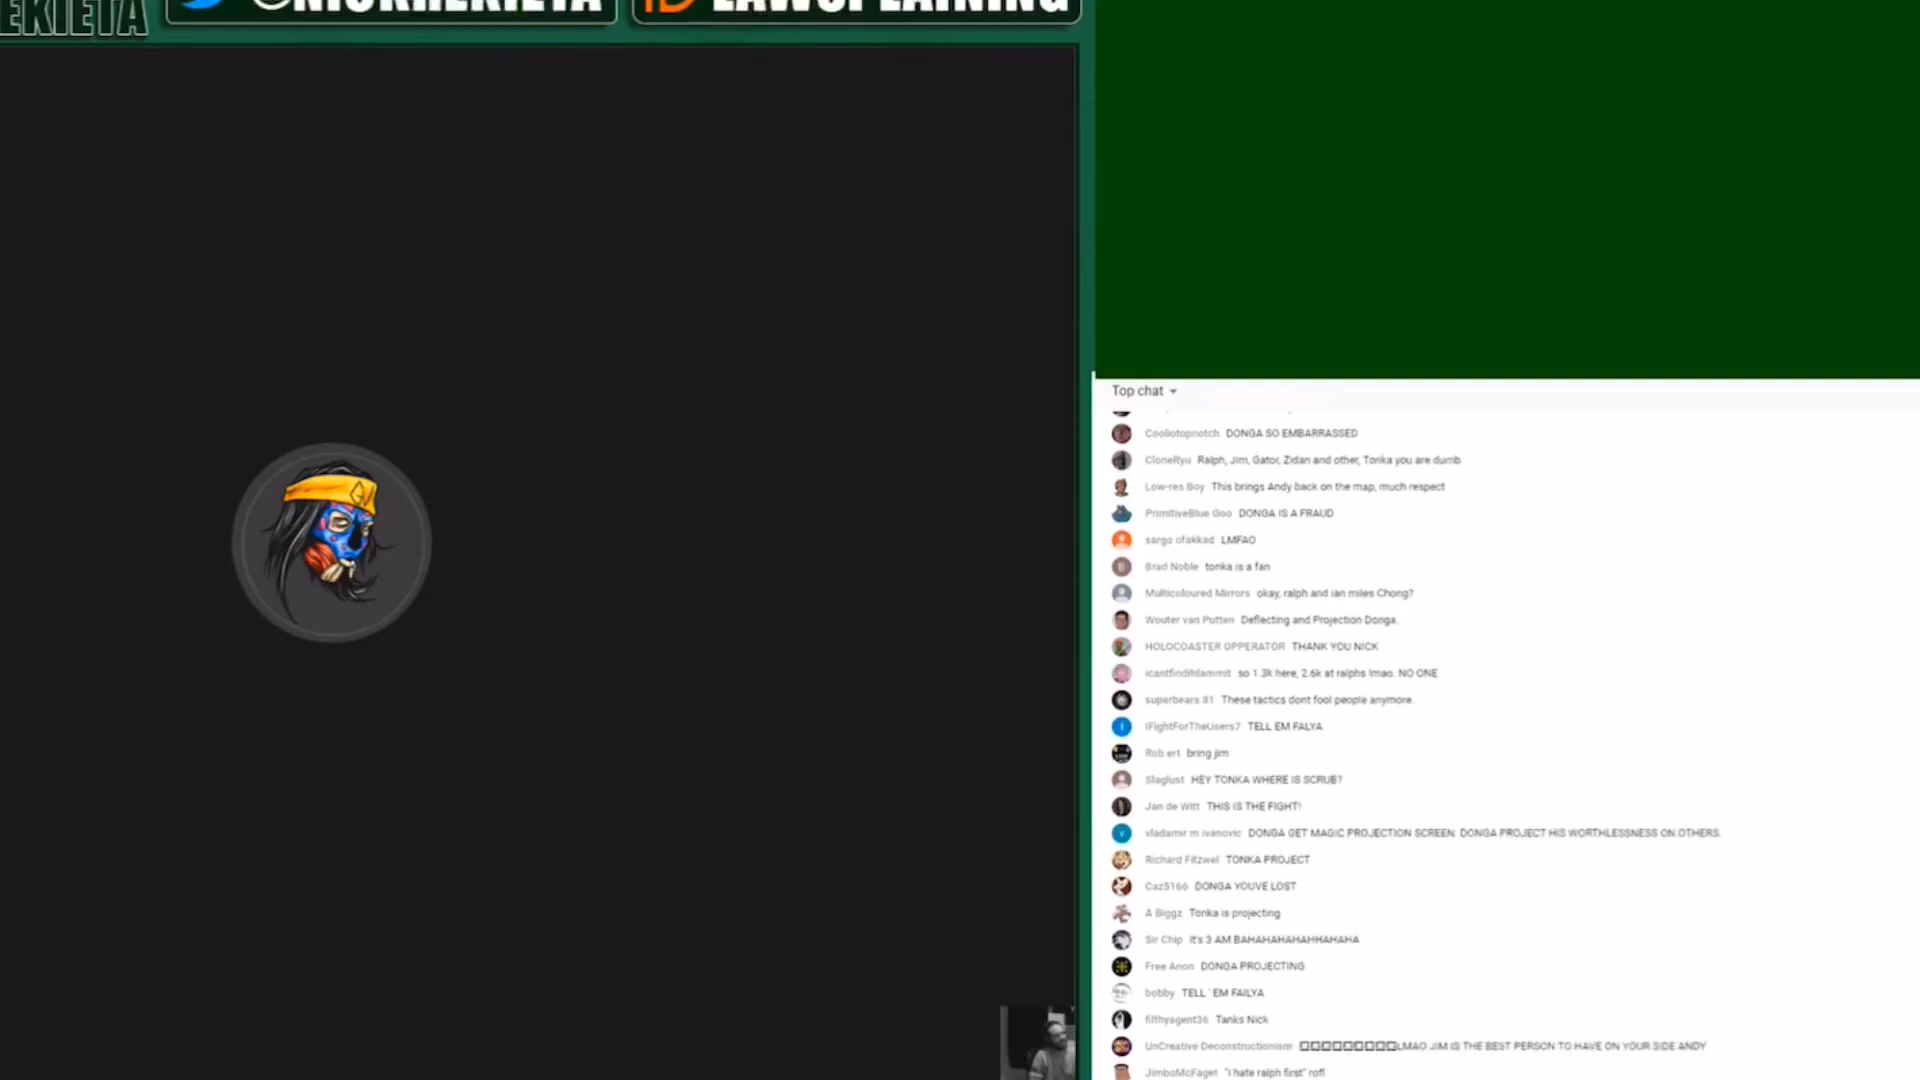 EKIETA
@NICKREKIETA
LAWSPLAINING
Top chat
Cooliotopnotch DONGA SO EMBARRASSED
CloneRyu Ralph, Jim, Gator, Zidan and other, Tonka you are dumb
Low-res Boy This brings Andy back on the map, much respect
PrimitiveBlue Goo DONGA IS A FRAUD
sargo ofakkad LMFAO
Brad Noble tonka is a fan
Multicoloured Mirrors okay, ralph and ian miles Chong?
Wouter van Putten Deflecting and Projection Donga..
HOLOCOASTER OPPERATOR THANK YOU NICK
icantfinditdammit so 1.3k here, 2.6k at ralphs lmao. NO ONE
superbears 81 These tactics dont fool people anymore.
IFightForTheUsers7 TELL EM FALYA
Rob ert bring jim
Slaglust HEY TONKA WHERE IS SCRUB?
Jan de Witt THIS IS THE FIGHT!
vladamir m ivanovic DONGA GET MAGIC PROJECTION SCREEN. DONGA PROJECT HIS WORTHLESSNESS ON OTHERS.
Richard Fitzwel TONKA PROJECT
Caz5166 DONGA YOUVE LOST
A Biggz Tonka is projecting
Sir Chip It's 3 AM BAHAHAHAHAHHAHAHA
Free Anon DONGA PROJECTING
bobby TELL ¨EM FAILYA
filthyagent36 Tanks Nick
UnCreative Deconstructionism □□□□□□□□□LMAO JIM IS THE BEST PERSON TO HAVE ON YOUR SIDE ANDY
JimboMcFaget "i hate ralph first" rofl